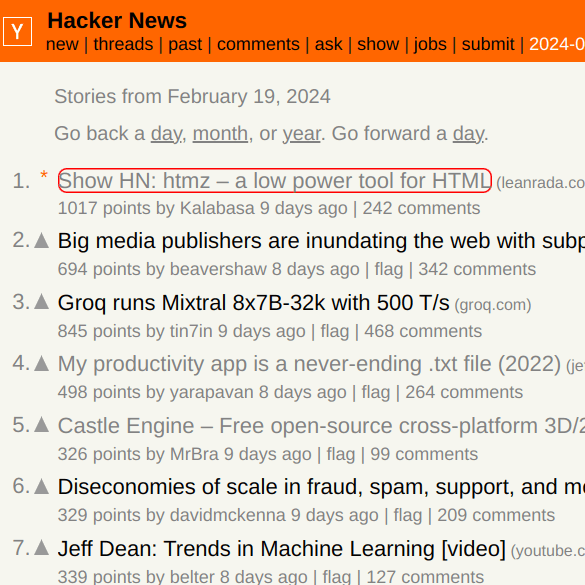 Y
Hacker News
new | threads | past | comments | ask | show | jobs | submit | 2024-0
Stories from February 19, 2024
Go back a day, month, or year. Go forward a day.
1. * Show HN: htmz – a low power tool for HTML (leanrada.co
1017 points by Kalabasa 9 days ago | 242 comments
2. ▲ Big media publishers are inundating the web with subp
694 points by beavershaw 8 days ago | flag | 342 comments
3. ▲ Groq runs Mixtral 8x7B-32k with 500 T/s (groq.com)
845 points by tin7in 9 days ago | flag | 468 comments
4. ▲ My productivity app is a never-ending .txt file (2022) (je
498 points by yarapavan 8 days ago | flag | 264 comments
5. ▲ Castle Engine – Free open-source cross-platform 3D/2
326 points by MrBra 9 days ago | flag | 99 comments
6. ▲ Diseconomies of scale in fraud, spam, support, and m
329 points by davidmckenna 9 days ago | flag | 209 comments
7. ▲ Jeff Dean: Trends in Machine Learning [video] (youtube.c
339 points by belter 8 days ago | flag | 127 comments